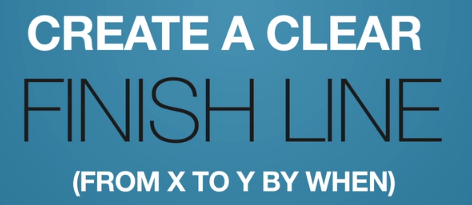 CREATE A CLEAR
FINISH LINE
(FROM X TO Y BY WHEN)